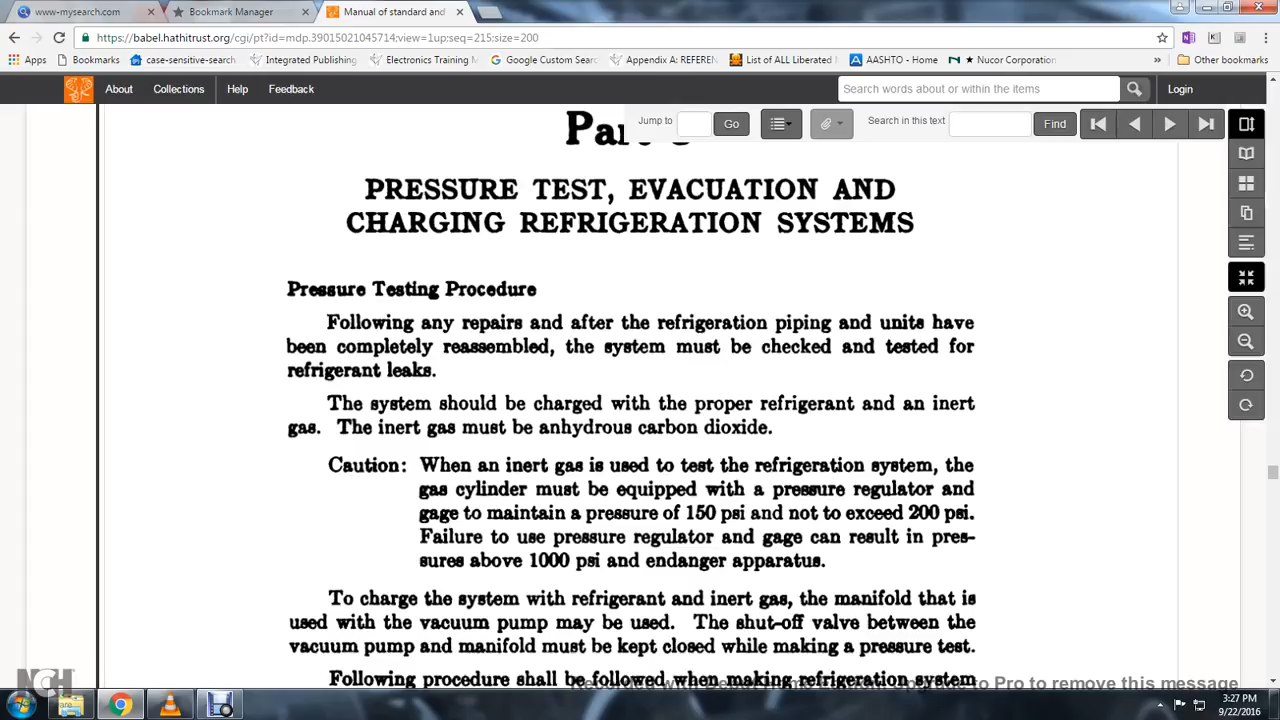 www-mysearch.com
Bookmark Manager
Manual of standard and
https://babel.hathitrust.org/cgi/pt?id=mdp.39015021045714;view=1up;seq=215;size=200
Apps
Bookmarks
case-sensitive-search
Integrated Publishing
Electronics Training
Google Custom Sear
Appendix A: REFEREN
List of ALL Liberated
AASHTO - Home
Nucor Corporation
Other bookmarks
About
Collections
Help
Feedback
Search words about or within the items
Login
Jump to
Go
Search in this text
Find
PRESSURE TEST, EVACUATION AND
CHARGING REFRIGERATION SYSTEMS
Pressure Testing Procedure
Following any repairs and after the refrigeration piping and units have
been completely reassembled, the system must be checked and tested for
refrigerant leaks.
The system should be charged with the proper refrigerant and an inert
gas. The inert gas must be anhydrous carbon dioxide.
Caution: When an inert gas is used to test the refrigeration system, the
gas cylinder must be equipped with a pressure regulator and
gage to maintain a pressure of 150 psi and not to exceed 200 psi.
Failure to use pressure regulator and gage can result in pres-
sures above 1000 psi and endanger apparatus.
To charge the system with refrigerant and inert gas, the manifold that is
used with the vacuum pump may be used. The shut-off valve between the
vacuum pump and manifold must be kept closed while making a pressure test.
Following procedure shall be followed when making refrigeration system
to Pro to remove this message
NCH
3:27 PM
9/22/2016